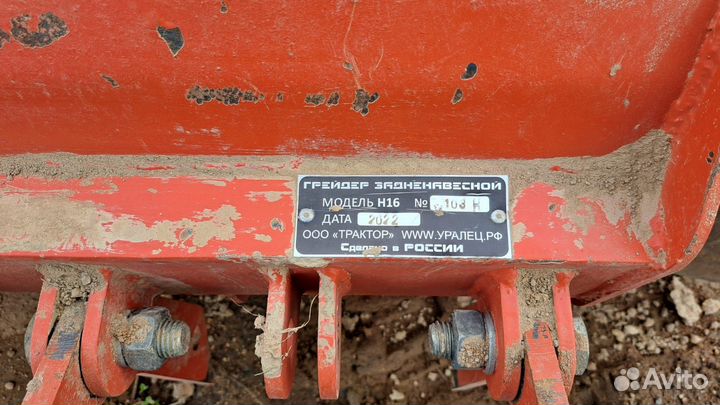 ГРЕЙДЕР ЗАДНЕНАВЕСНОЙ
МОДЕЛЬ Н16 № 108 Н
ДАТА 2022
ООО "ТРАКТОР" WWW.УРАЛЕЦ.РФ
Сделано в РОССИИ
Avito